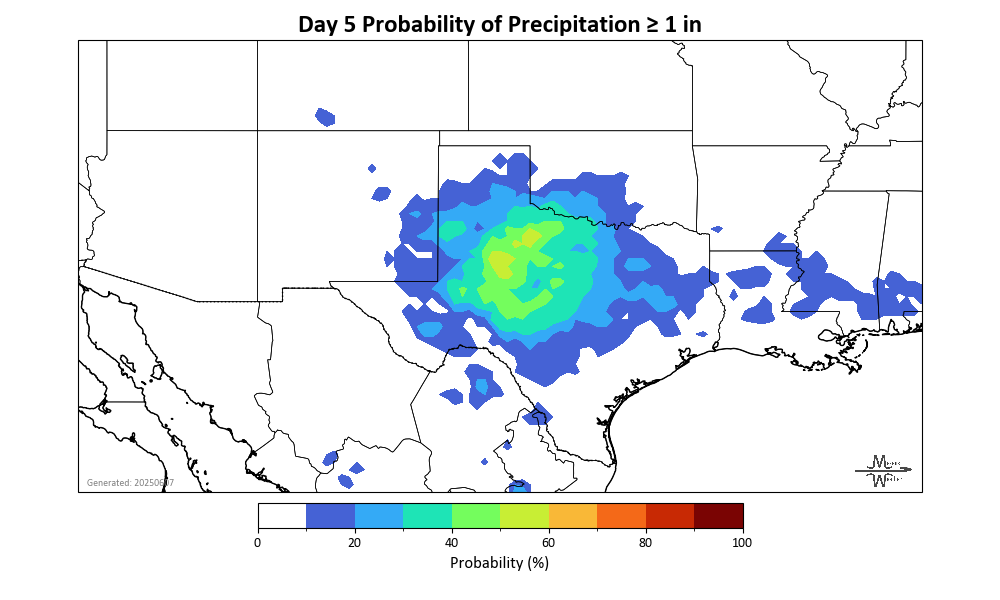 Day 5 Probability of Precipitation ≥ 1 in
Generated: 20250607
0 20 40 60 80 100
Probability (%)